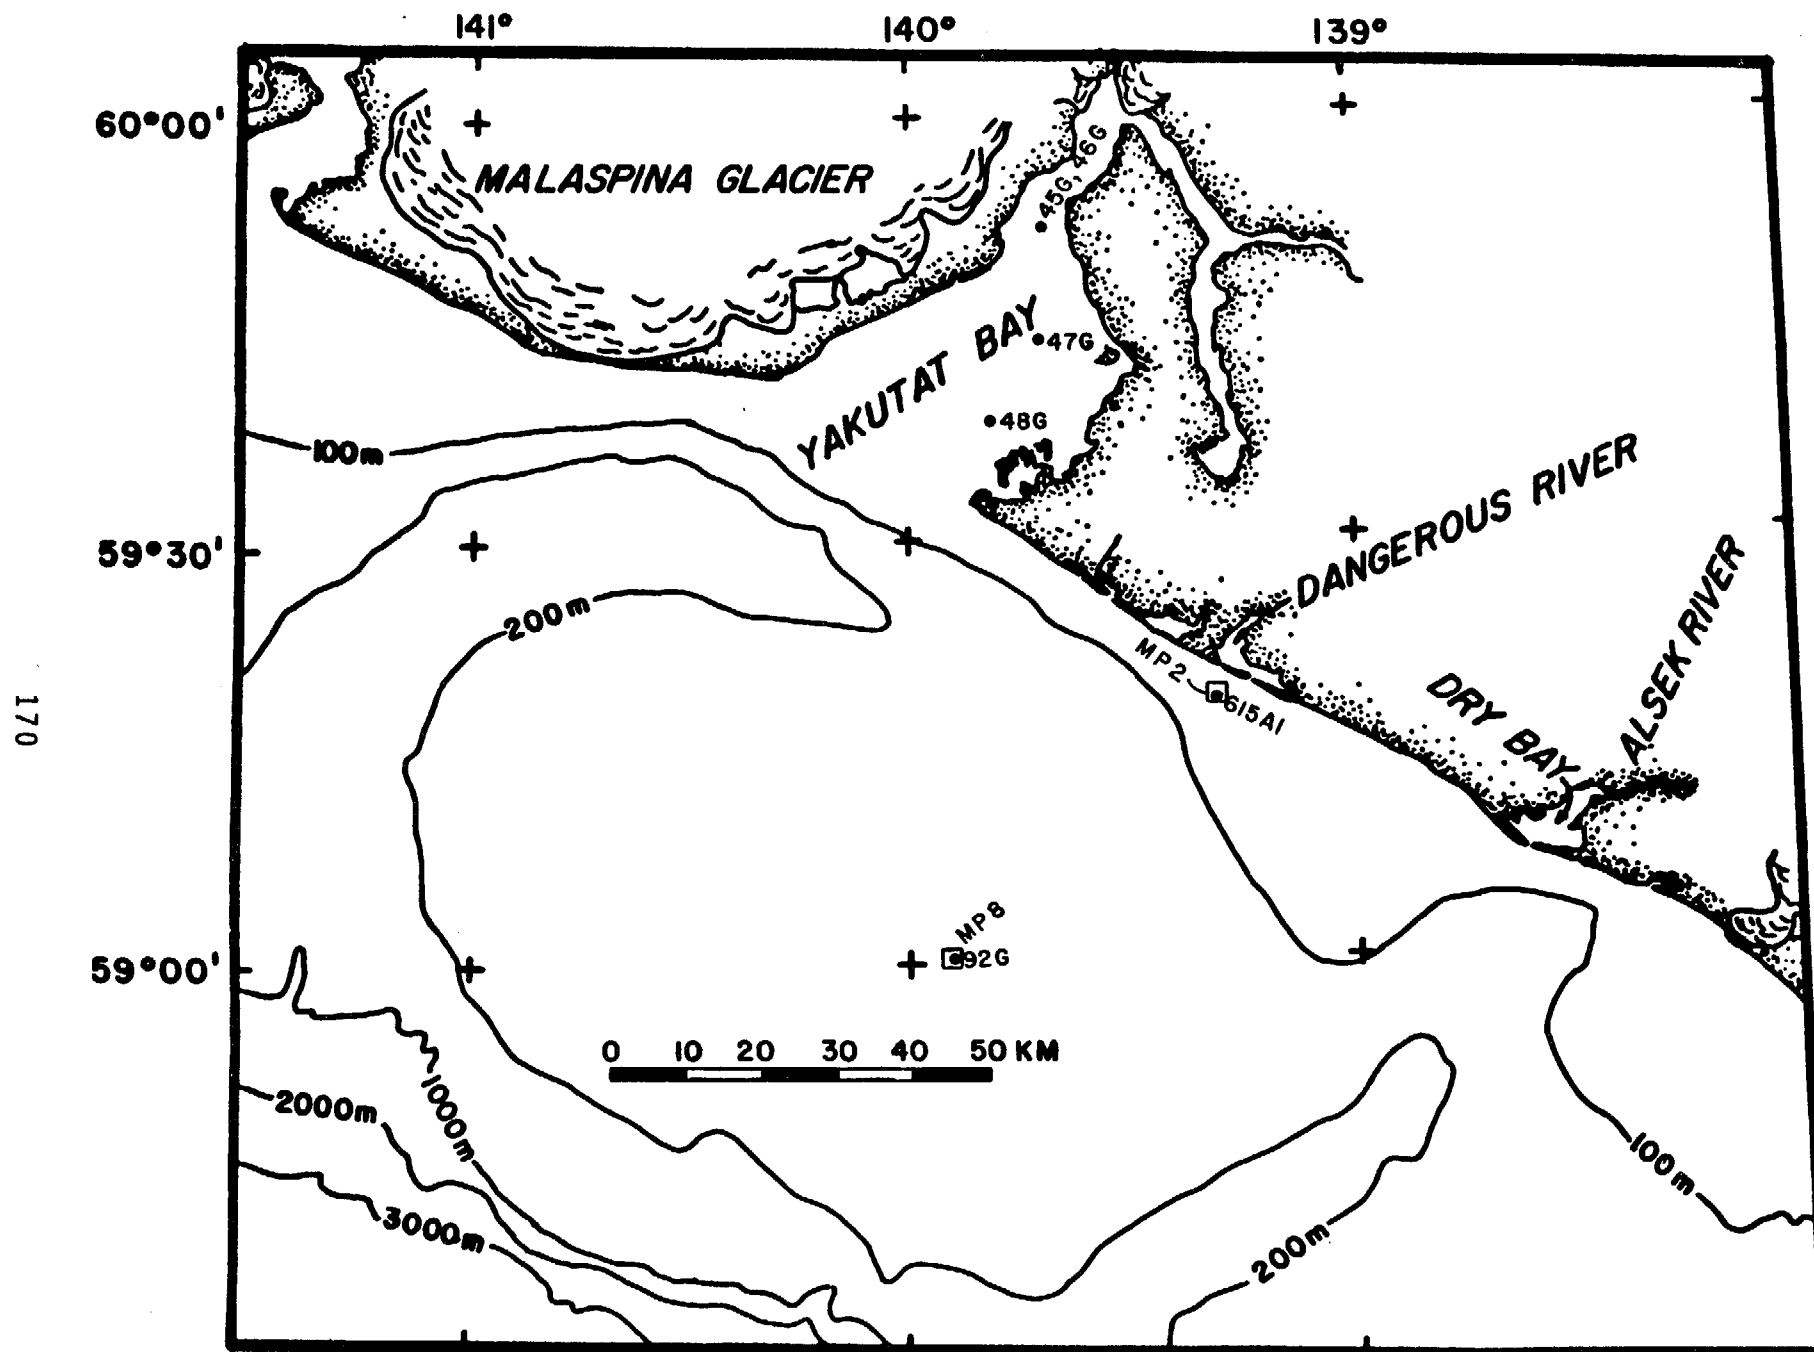 141° 140° 139°
60°00'
MALASPINA GLACIER
45G, 46G
YAKUTAT BAY
47G
48G
100m
DANGEROUS RIVER
59°30'
200m
ALSEK RIVER
MP2
615A1
DRY BAY
170
MP8
92G
59°00'
0 10 20 30 40 50 KM
1000m
2000m
100m
3000m
200m